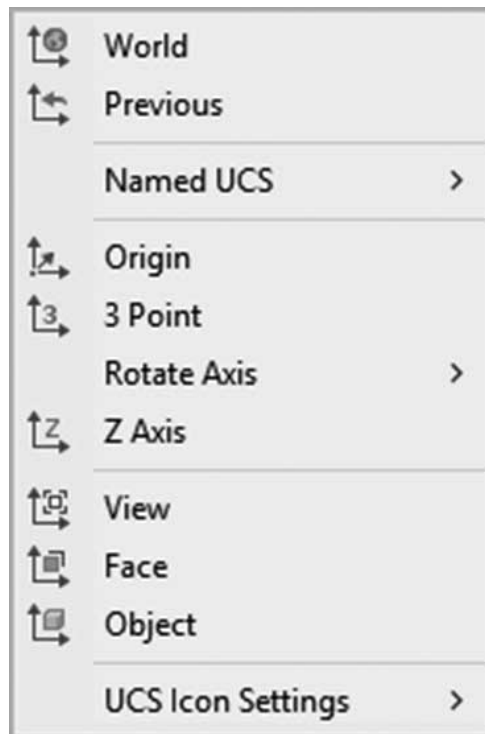 World
Previous
Named UCS
Origin
3 Point
Rotate Axis
Z Axis
View
Face
Object
UCS Icon Settings